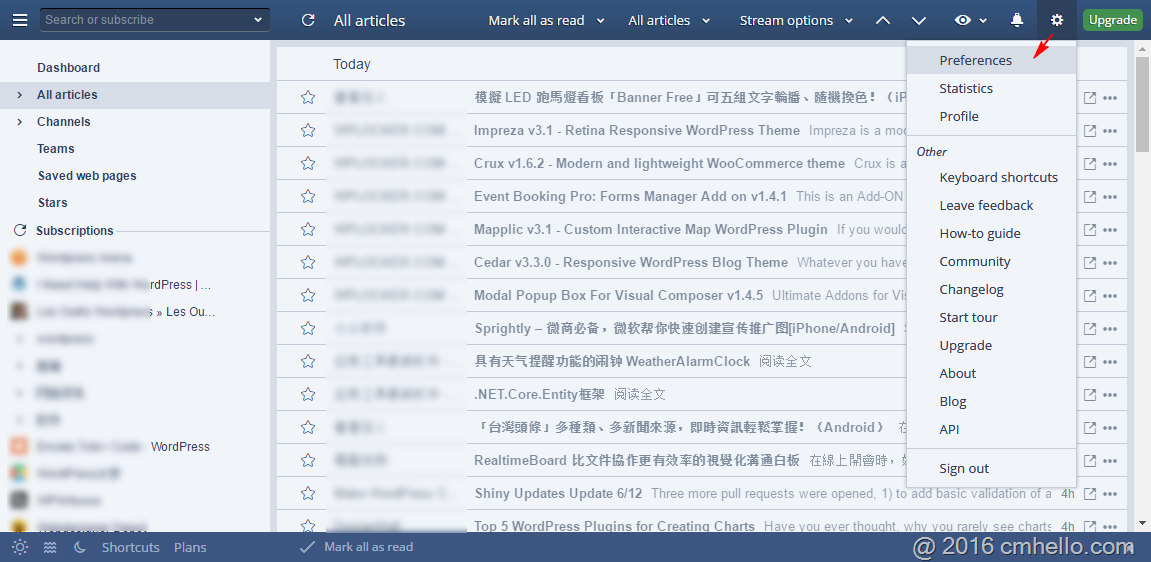 Search or subscribe
All articles
Mark all as read
All articles
Stream options
Upgrade
Dashboard
All articles
Channels
Teams
Saved web pages
Stars
Subscriptions
rdPress | ...
s » Les Ou...
WordPress
Today
模擬 LED 跑馬燈看板「Banner Free」可五組文字輪播、隨機換色！（iP
Impreza v3.1 - Retina Responsive WordPress Theme Impreza is a mo
Crux v1.6.2 - Modern and lightweight WooCommerce theme Crux is a
Event Booking Pro: Forms Manager Add on v1.4.1 This is an Add-ON
Mapplic v3.1 - Custom Interactive Map WordPress Plugin If you would
Cedar v3.3.0 - Responsive WordPress Blog Theme Whatever you have
Modal Popup Box For Visual Composer v1.4.5 Ultimate Addons for Vis
Sprightly – 微商必备，微软帮你快速创建宣传推广图[iPhone/Android]
具有天气提醒功能的闹钟 WeatherAlarmClock 阅读全文
.NET.Core.Entity框架 阅读全文
「台灣頭條」多種類、多新聞來源，即時資訊輕鬆掌握！（Android） 在
RealtimeBoard 比文件協作更有效率的視覺化溝通白板 在線上開會時，如
Shiny Updates Update 6/12 Three more pull requests were opened, 1) to add basic validation of a 4h
Top 5 WordPress Plugins for Creating Charts Have you ever thought, why you rarely see charts 4h
Preferences
Statistics
Profile
Other
Keyboard shortcuts
Leave feedback
How-to guide
Community
Changelog
Start tour
Upgrade
About
Blog
API
Sign out
Shortcuts
Plans
Mark all as read
@ 2016 cmhello.com